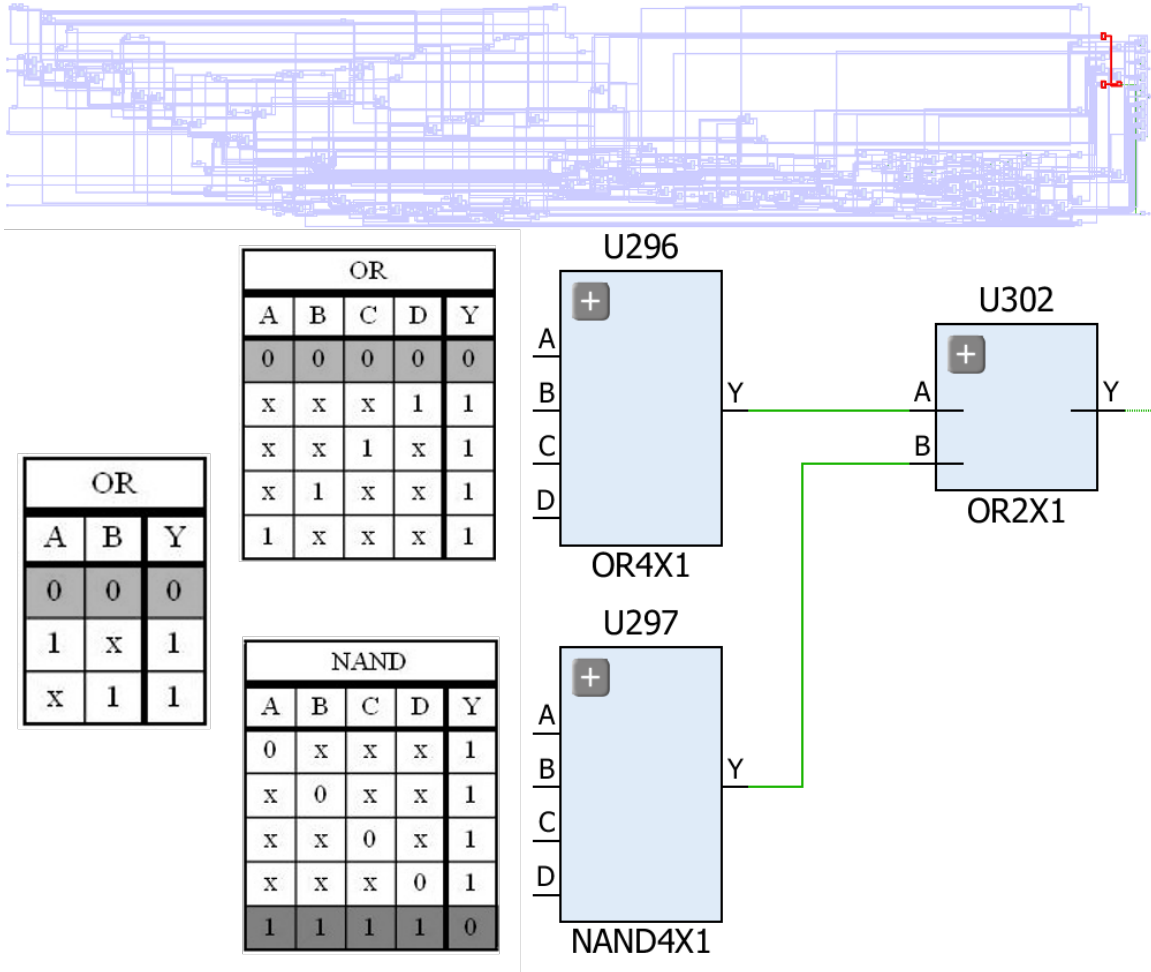 OR
A B Y
0 0 0
1 x 1
x 1 1
OR
A B C D Y
0 0 0 0 0
x x x 1 1
x x 1 x 1
x 1 x x 1
1 x x x 1
NAND
A B C D Y
0 x x x 1
x 0 x x 1
x x 0 x 1
x x x 0 1
1 1 1 1 0
U296
+
A
B
C
D
Y
OR4X1
U297
+
A
B
C
D
Y
NAND4X1
U302
+
A
B
Y
OR2X1